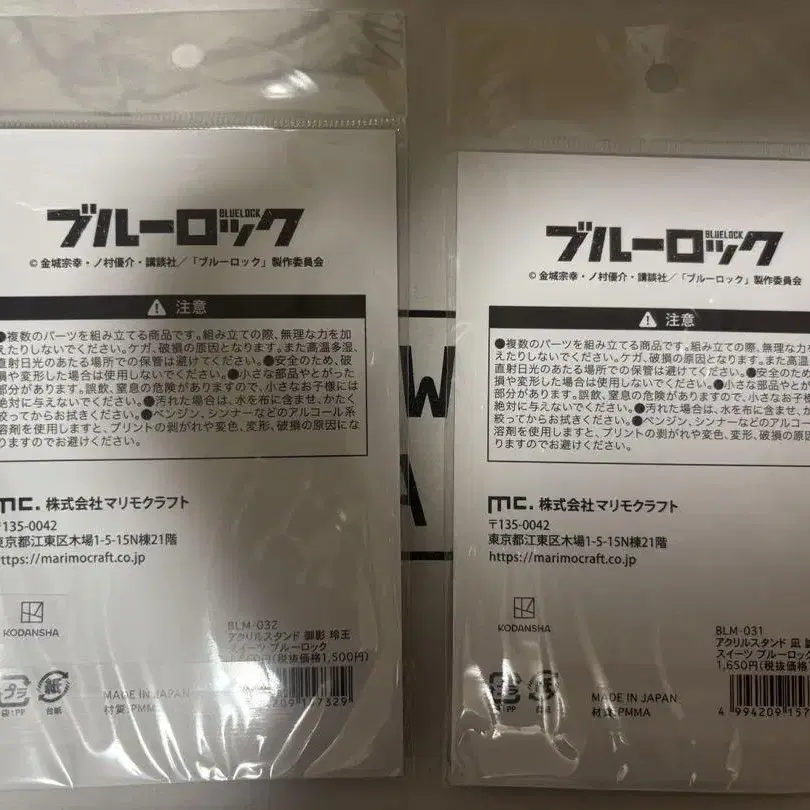 ブルーロック
BLUELOCK
© 金城宗幸・ノ村優介・講談社／「ブルーロック」製作委員会
注意
●複数のパーツを組み立てる商品です。組み立ての際、無理な力を加
えたりしないでください。ケガ、破損の原因となります。また高温多湿、
直射日光のあたる場所での保管は避けてください。●安全のため、破
損や変形した場合は使用しないでください。●小さな部品やとがった
部分があります。誤飲、窒息の危険がありますので、小さなお子様には
絶対に与えないでください。●汚れた場合は、水を布に含ませ、かたく
絞ってからお拭きください。●ベンジン、シンナーなどのアルコール系
溶剤を使用しますと、プリントの剥がれや変色、変形、破損の原因にな
りますのでお避けください。
mc. 株式会社マリモクラフト
〒135-0042
東京都江東区木場1-5-15N棟21階
https://marimocraft.co.jp
KODANSHA
BLM-032
アクリルスタンド 御影 玲王
スイーツ ブルーロック
(税抜価格1,500円)
プラ
袋:PP
紙
台紙
MADE IN JAPAN
材質:PMMA
209 157329
W
A
ブルーロック
BLUELOCK
© 金城宗幸・ノ村優介・講談社／「ブルーロック」製作委員会
注意
●複数のパーツを組み立てる商品です。組み立ての際、無理な力
えたりしないでください。ケガ、破損の原因となります。また高温多
直射日光のあたる場所での保管は避けてください。●安全のため
損や変形した場合は使用しないでください。●小さな部品やとが
部分があります。誤飲、窒息の危険がありますので、小さなお子様
絶対に与えないでください。●汚れた場合は、水を布に含ませ、か
絞ってからお拭きください。●ベンジン、シンナーなどのアルコー
溶剤を使用しますと、プリントの剥がれや変色、変形、破損の原因
りますのでお避けください。
mc. 株式会社マリモクラフト
〒135-0042
東京都江東区木場1-5-15N棟21階
https://marimocraft.co.jp
KODANSHA
BLM-031
アクリルスタンド 凪
スイーツ ブルーロック
1,650円(税抜価格
プラ
袋:PP
台紙
MADE IN JAPAN
材質:PMMA
4 994209 157